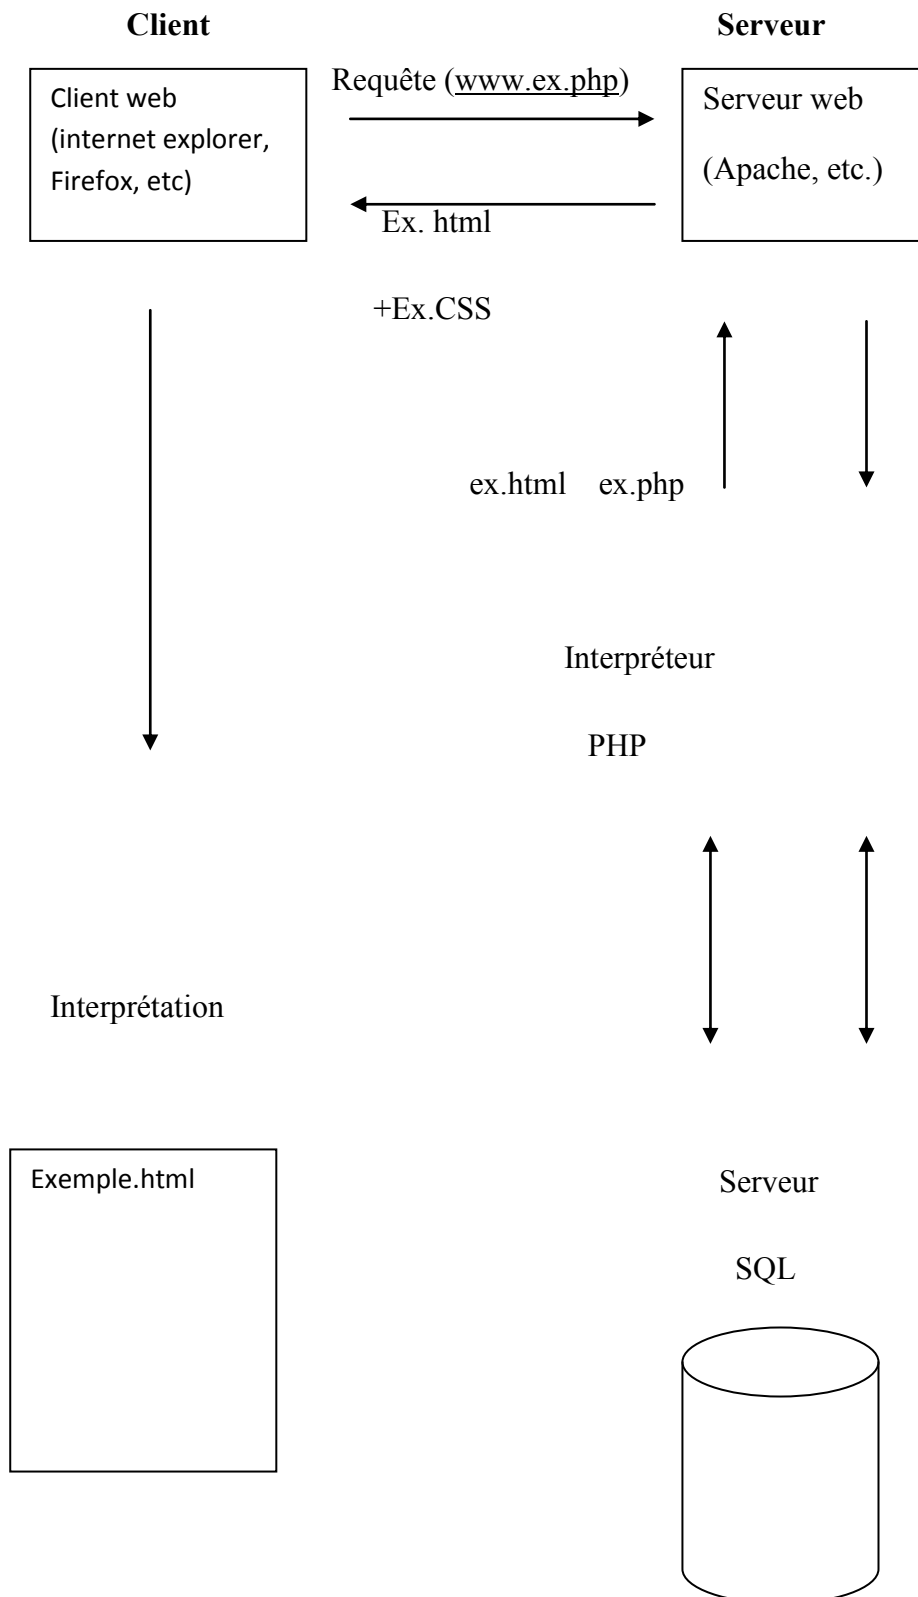 Client
Serveur
Requête (www.ex.php)
Client web
(internet explorer,
Firefox, etc)
Serveur web
(Apache, etc.)
Ex. html
+Ex.CSS
ex.html ex.php
Interpréteur
PHP
Interprétation
Exemple.html
Serveur
SQL